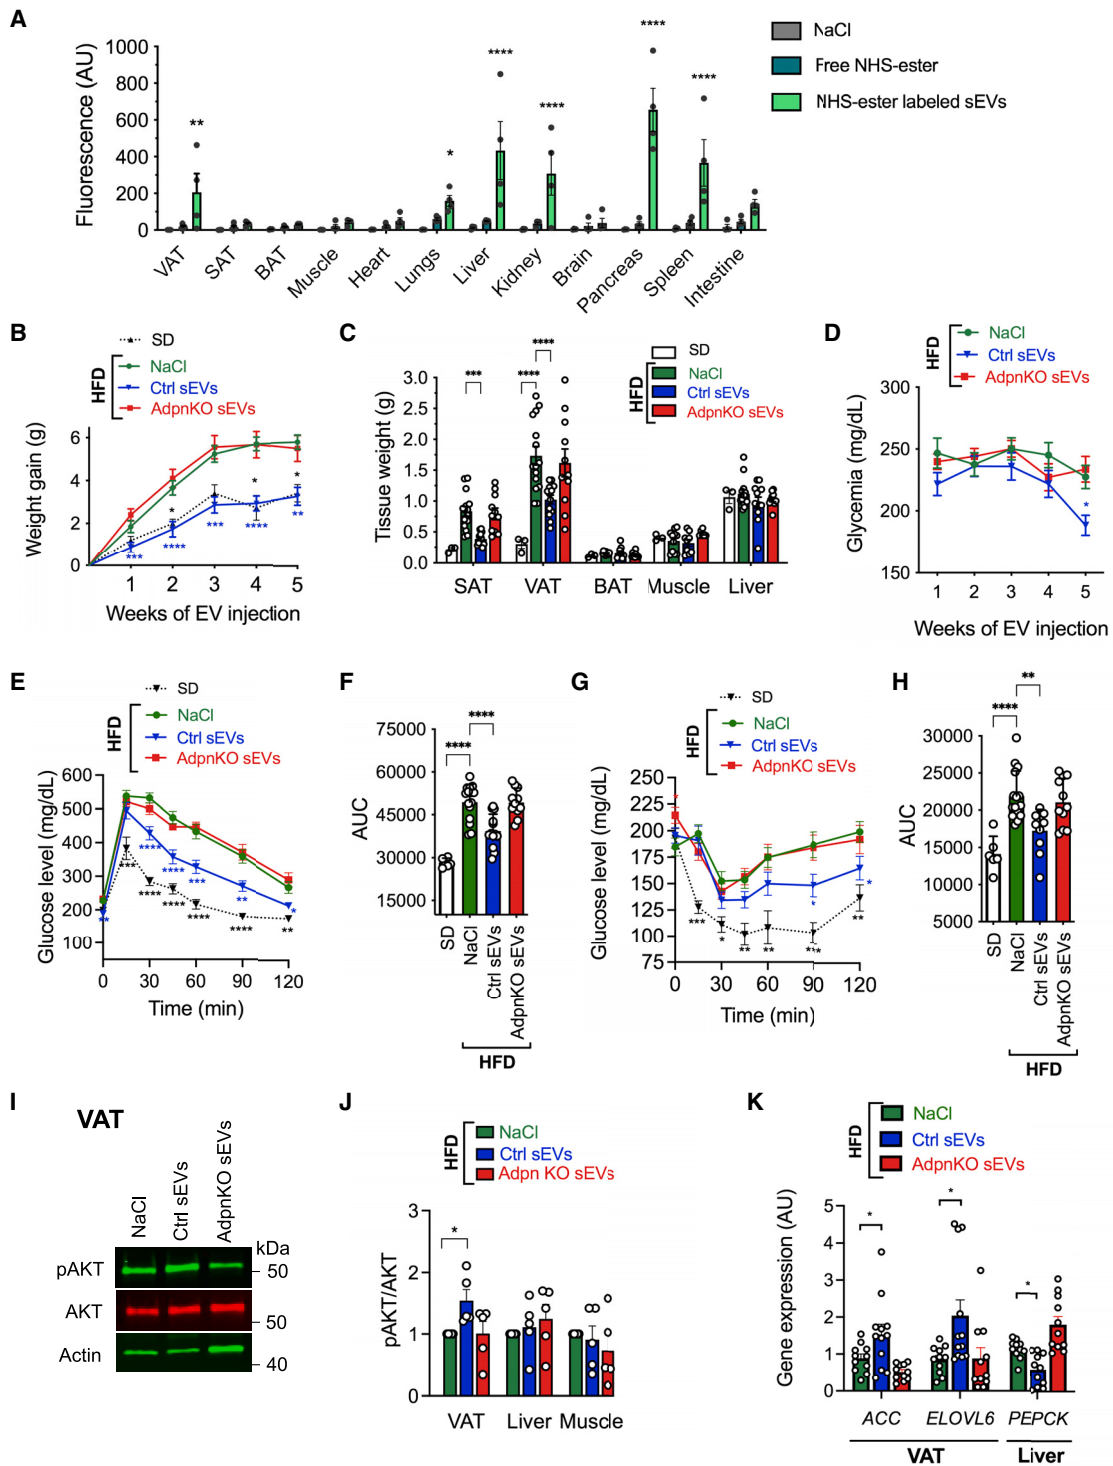 A
Fluorescence (AU)
1000
800
600
400
200
0
**
*
****
****
****
****
VAT
SAT
BAT
Muscle
Heart
Lungs
Liver
Kidney
Brain
Pancreas
Spleen
Intestine
NaCl
Free NHS-ester
NHS-ester labeled sEVs
B
SD
HFD
NaCl
Ctrl sEVs
AdpnKO sEVs
Weight gain (g)
6
4
2
0
*
*
*
***
****
***
****
**
1 2 3 4 5
Weeks of EV injection
C
SD
HFD
NaCl
Ctrl sEVs
AdpnKO sEVs
Tissue weight (g)
3.0
2.5
2.0
1.5
1.0
0.5
0.0
***
****
****
SAT VAT BAT Muscle Liver
D
HFD
NaCl
Ctrl sEVs
AdpnKO sEVs
Glycemia (mg/dL)
300
250
200
150
*
1 2 3 4 5
Weeks of EV injection
E
SD
HFD
NaCl
Ctrl sEVs
AdpnKO sEVs
Glucose level (mg/dL)
600
500
400
300
200
100
**
****
****
***
**
*
***
****
****
****
****
**
0 30 60 90 120
Time (min)
F
AUC
75000
60000
45000
30000
15000
****
****
SD
NaCl
Ctrl sEVs
AdpnKO sEVs
HFD
G
SD
HFD
NaCl
Ctrl sEVs
AdpnKO sEVs
Glucose level (mg/dL)
250
225
200
175
150
125
100
75
*
*
*
***
*
**
**
***
**
0 30 60 90 120
Time (min)
H
AUC
30000
25000
20000
15000
10000
5000
****
**
SD
NaCl
Ctrl sEVs
AdpnKO sEVs
HFD
I
VAT
NaCl
Ctrl sEVs
AdpnKO sEVs
kDa
pAKT
50
AKT
50
Actin
40
J
HFD
NaCl
Ctrl sEVs
Adpn KO sEVs
pAKT/AKT
3
2
1
0
*
VAT Liver Muscle
K
HFD
NaCl
Ctrl sEVs
AdpnKO sEVs
Gene expression (AU)
5
4
3
2
1
0
*
*
*
ACC ELOVL6 PEPCK
VAT Liver